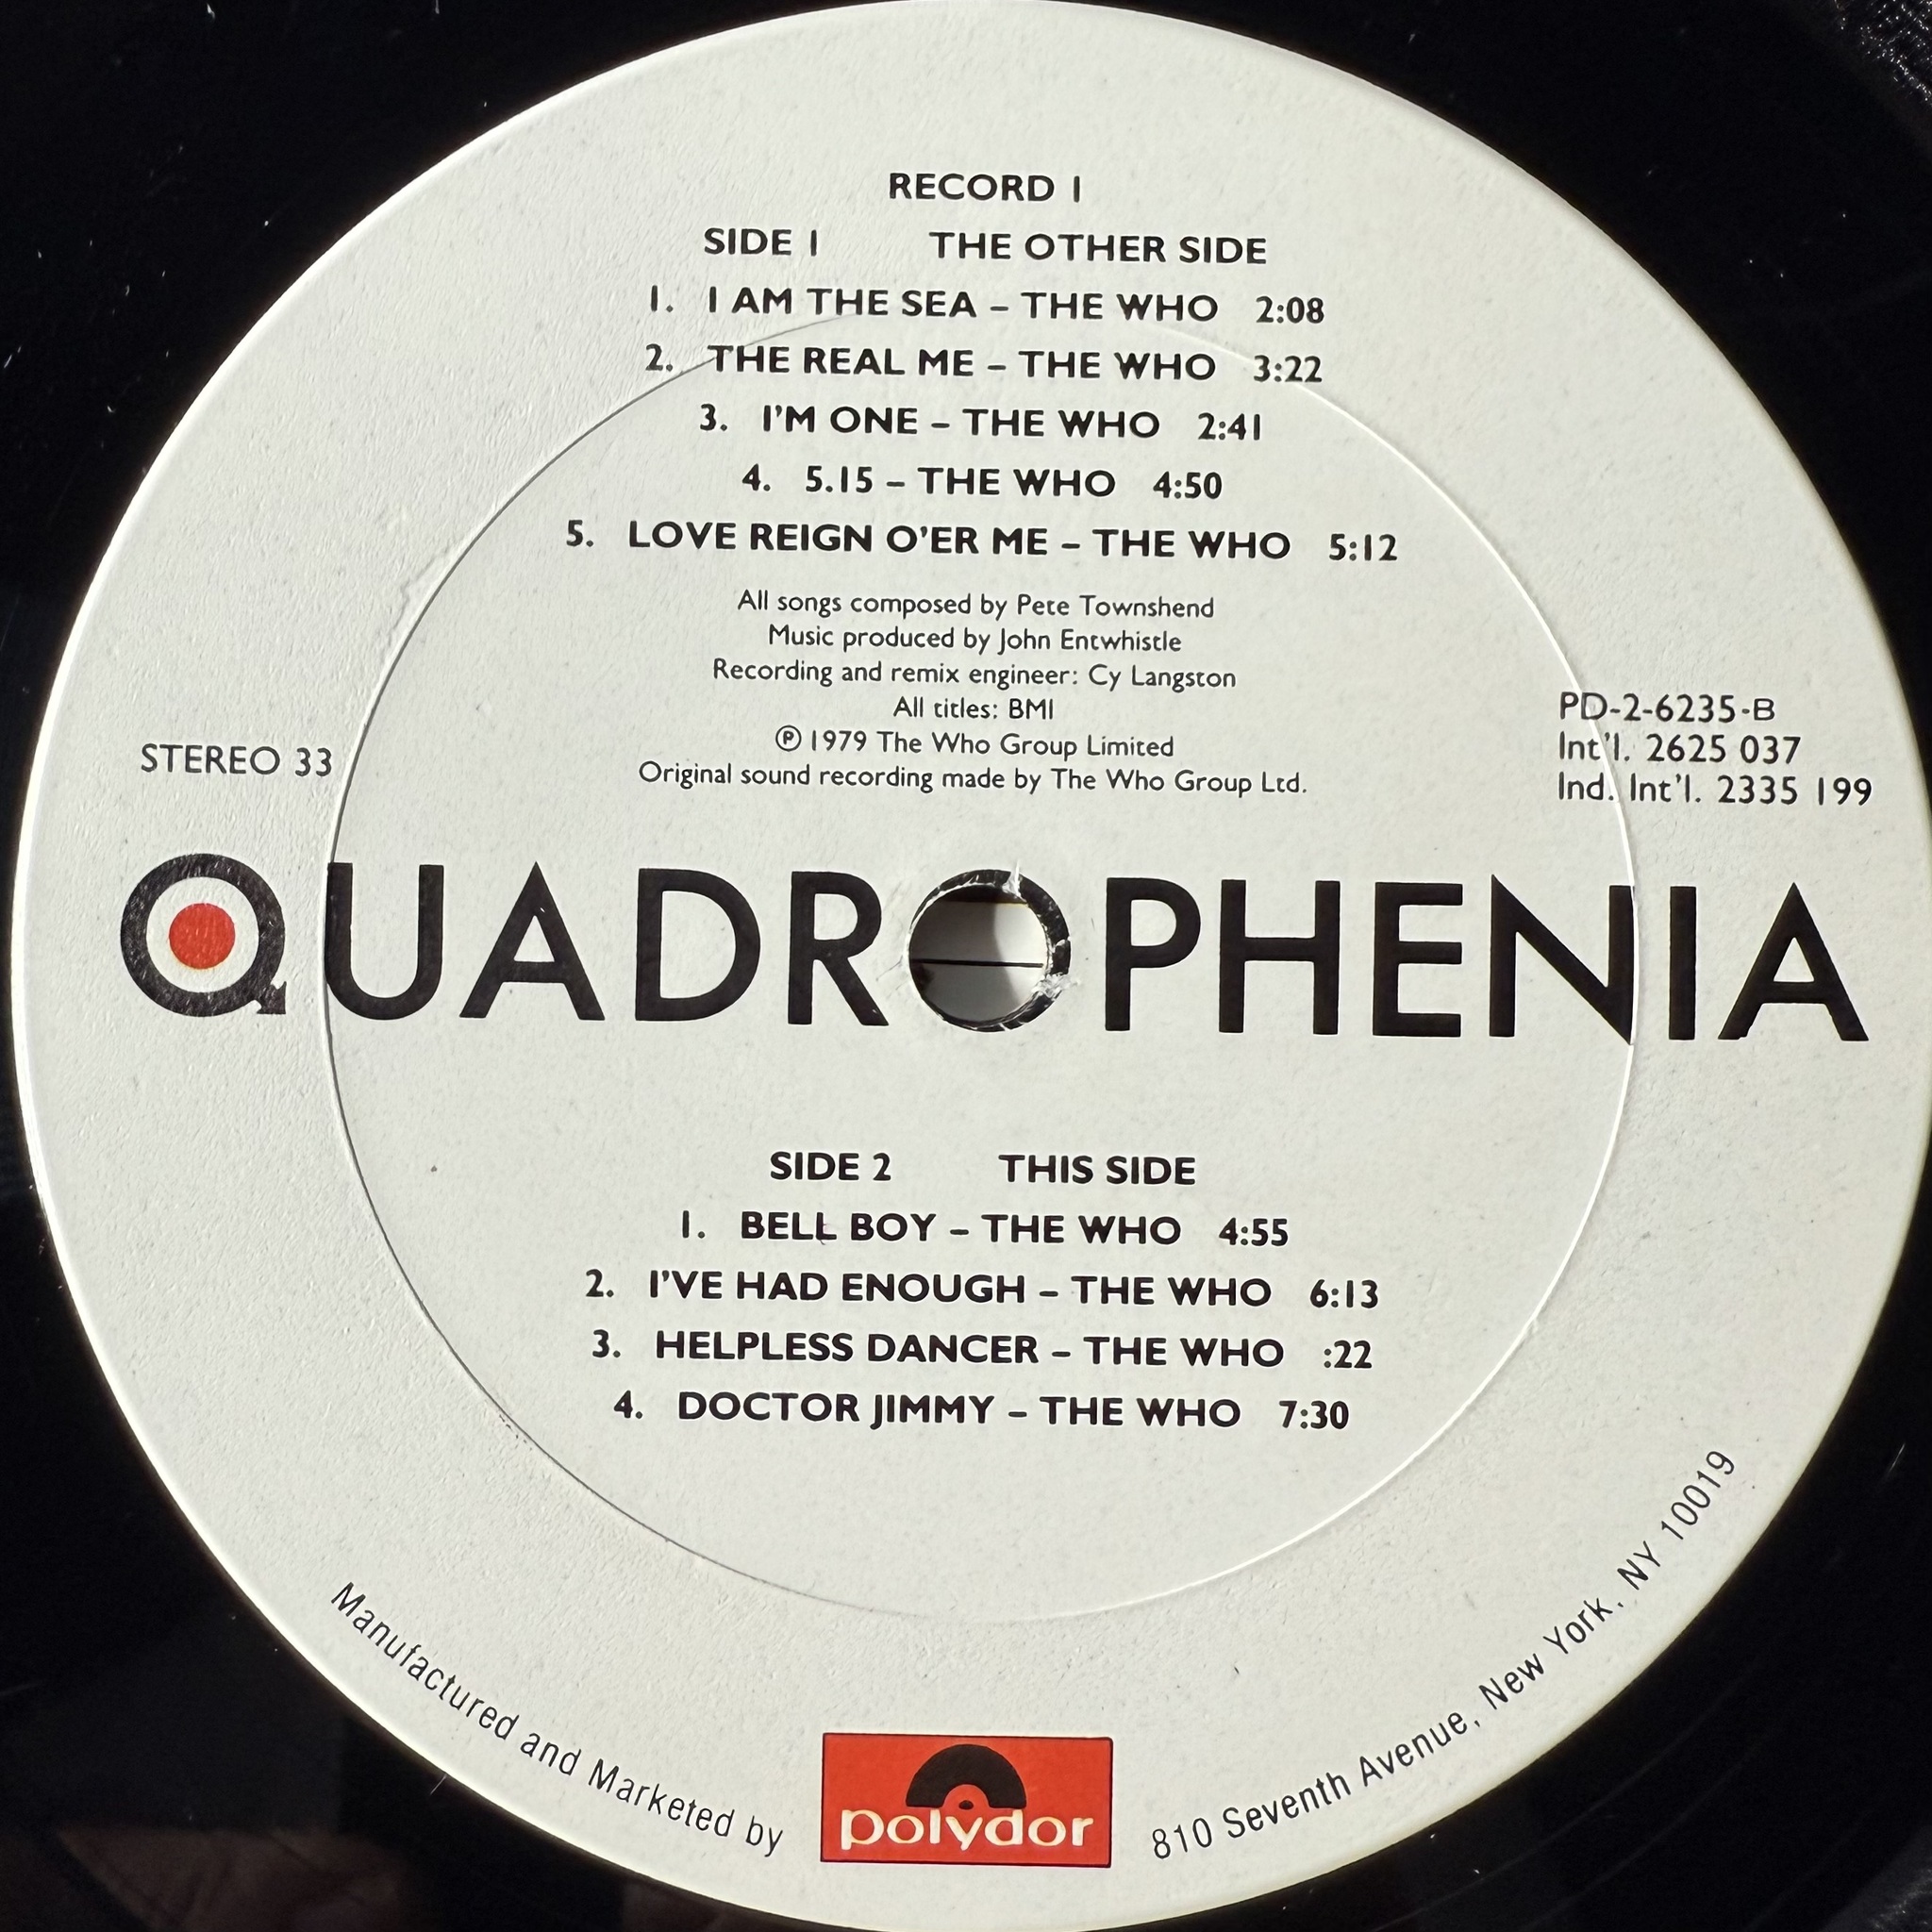 RECORD 1
SIDE 1 THE OTHER SIDE
1. I AM THE SEA – THE WHO 2:08
2. THE REAL ME – THE WHO 3:22
3. I'M ONE – THE WHO 2:41
4. 5.15 – THE WHO 4:50
5. LOVE REIGN O'ER ME – THE WHO 5:12
All songs composed by Pete Townshend
Music produced by John Entwhistle
Recording and remix engineer: Cy Langston
All titles: BMI
℗ 1979 The Who Group Limited
Original sound recording made by The Who Group Ltd.
STEREO 33
PD-2-6235-B
Int'l. 2625 037
Ind. Int'l. 2335 199
QUADROPHENIA
SIDE 2 THIS SIDE
1. BELL BOY – THE WHO 4:55
2. I'VE HAD ENOUGH – THE WHO 6:13
3. HELPLESS DANCER – THE WHO :22
4. DOCTOR JIMMY – THE WHO 7:30
Manufactured and Marketed by
polydor
810 Seventh Avenue, New York, NY 10019